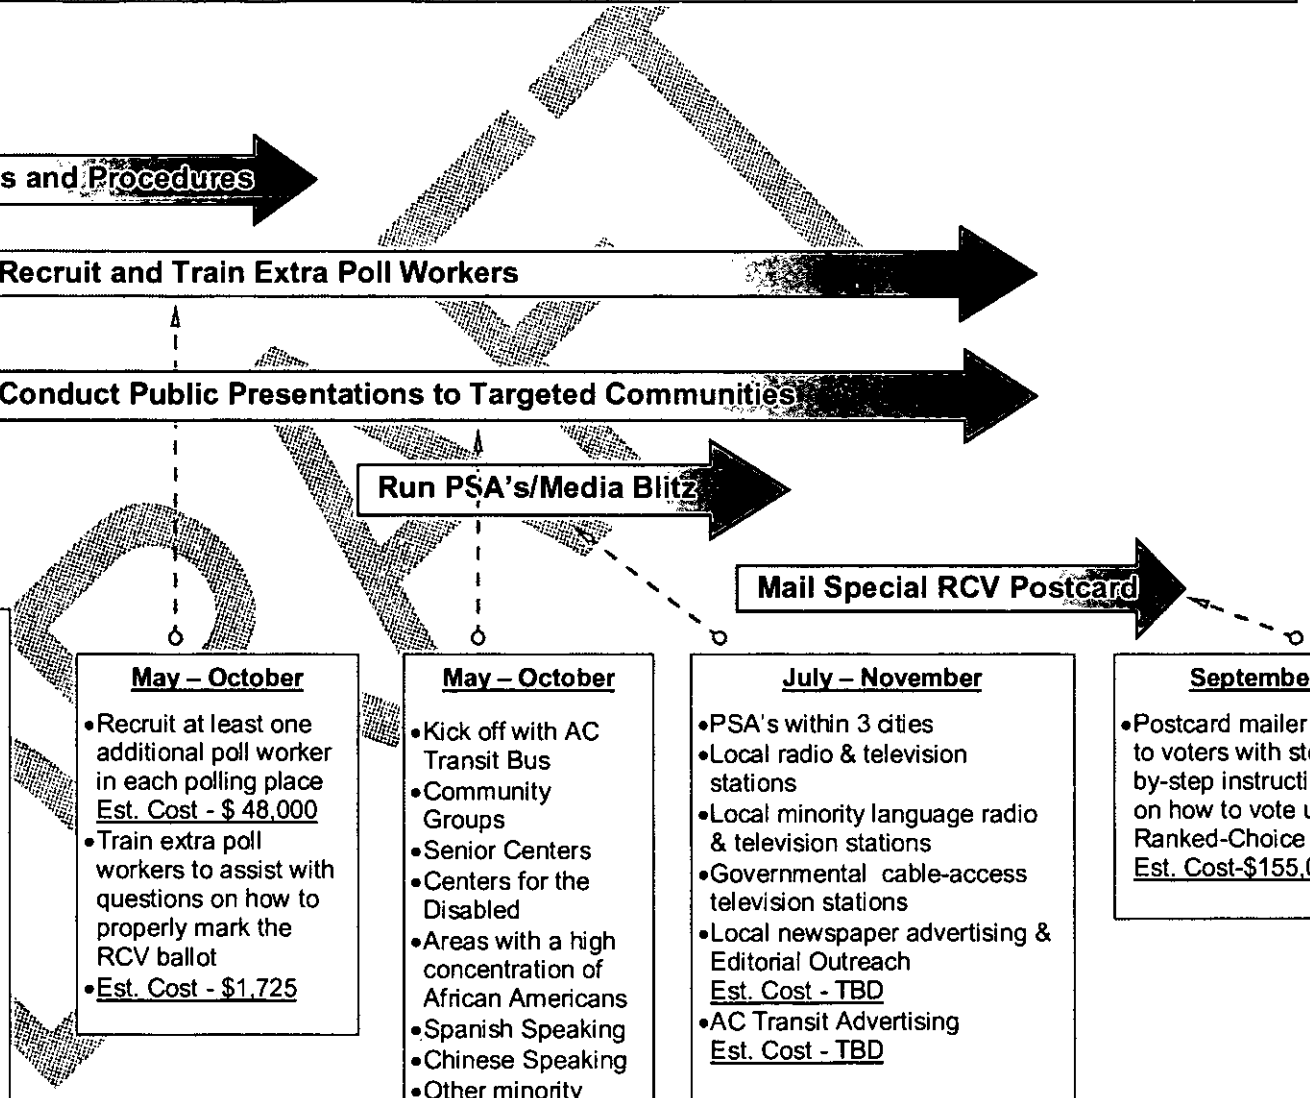 s and Procedures
Recruit and Train Extra Poll Workers
Conduct Public Presentations to Targeted Communities
Run PSA's/Media Blitz
Mail Special RCV Postcard
May – October
•Recruit at least one
additional poll worker
in each polling place
Est. Cost - $ 48,000
•Train extra poll
workers to assist with
questions on how to
properly mark the
RCV ballot
•Est. Cost - $1,725
May – October
•Kick off with AC
Transit Bus
•Community
Groups
•Senior Centers
•Centers for the
Disabled
•Areas with a high
concentration of
African Americans
•Spanish Speaking
•Chinese Speaking
•Other minority
July – November
•PSA's within 3 cities
•Local radio & television
stations
•Local minority language radio
& television stations
•Governmental cable-access
television stations
•Local newspaper advertising &
Editorial Outreach
Est. Cost - TBD
•AC Transit Advertising
Est. Cost - TBD
Septembe
•Postcard mailer
to voters with st
by-step instructi
on how to vote u
Ranked-Choice
Est. Cost-$155,0